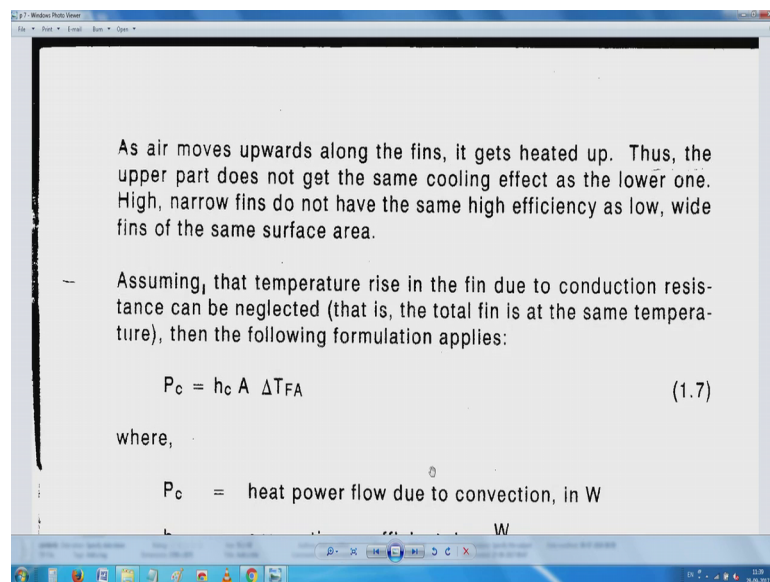 p 7 - Windows Photo Viewer
File Print E-mail Burn Open
As air moves upwards along the fins, it gets heated up. Thus, the
upper part does not get the same cooling effect as the lower one.
High, narrow fins do not have the same high efficiency as low, wide
fins of the same surface area.
Assuming, that temperature rise in the fin due to conduction resis-
tance can be neglected (that is, the total fin is at the same tempera-
ture), then the following formulation applies:
Pc = hc A ΔTFA (1.7)
where,
Pc = heat power flow due to convection, in W
W
EN 11:39